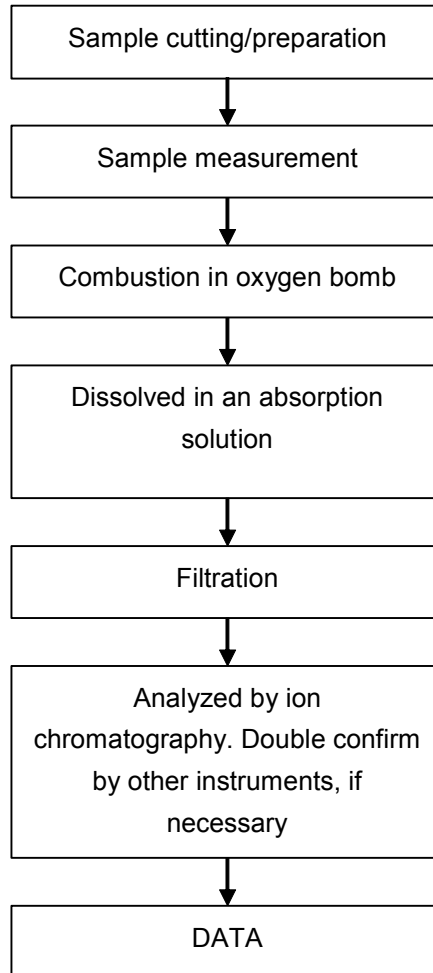 Sample cutting/preparation
Sample measurement
Combustion in oxygen bomb
Dissolved in an absorption
solution
Filtration
Analyzed by ion
chromatography. Double confirm
by other instruments, if
necessary
DATA